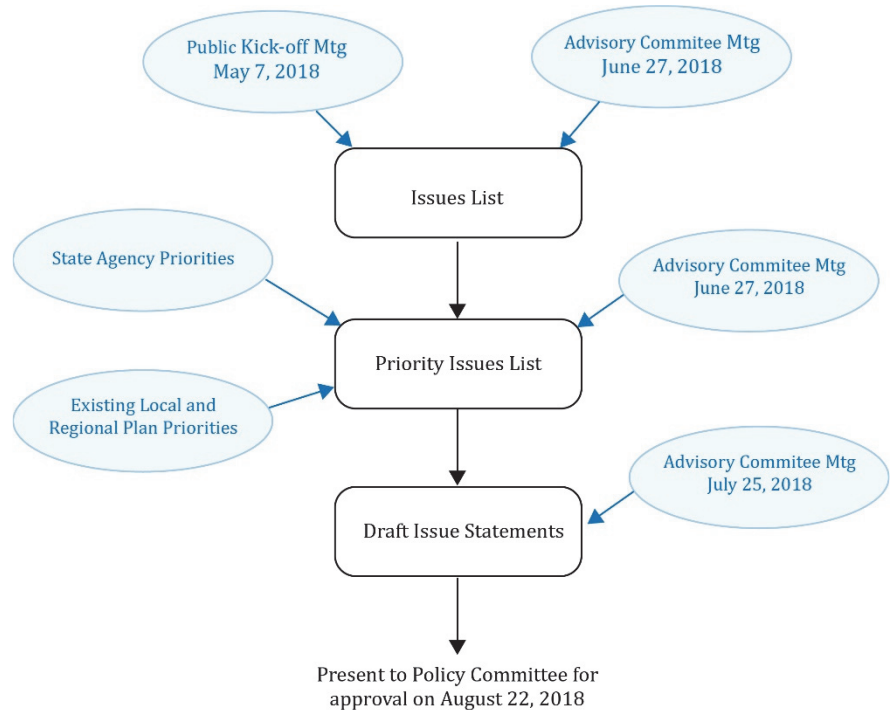 Public Kick-off Mtg
May 7, 2018
Advisory Commitee Mtg
June 27, 2018
Issues List
State Agency Priorities
Advisory Commitee Mtg
June 27, 2018
Priority Issues List
Existing Local and
Regional Plan Priorities
Advisory Commitee Mtg
July 25, 2018
Draft Issue Statements
Present to Policy Committee for
approval on August 22, 2018